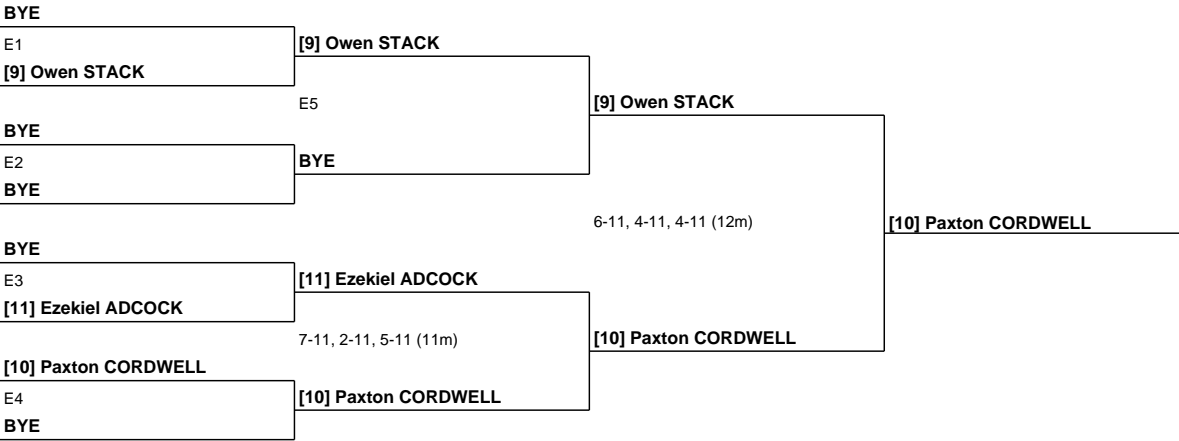 BYE
E1
[9] Owen STACK
[9] Owen STACK
E5
[9] Owen STACK
BYE
E2
BYE
BYE
6-11, 4-11, 4-11 (12m)
[10] Paxton CORDWELL
BYE
E3
[11] Ezekiel ADCOCK
[11] Ezekiel ADCOCK
7-11, 2-11, 5-11 (11m)
[10] Paxton CORDWELL
[10] Paxton CORDWELL
E4
[10] Paxton CORDWELL
BYE